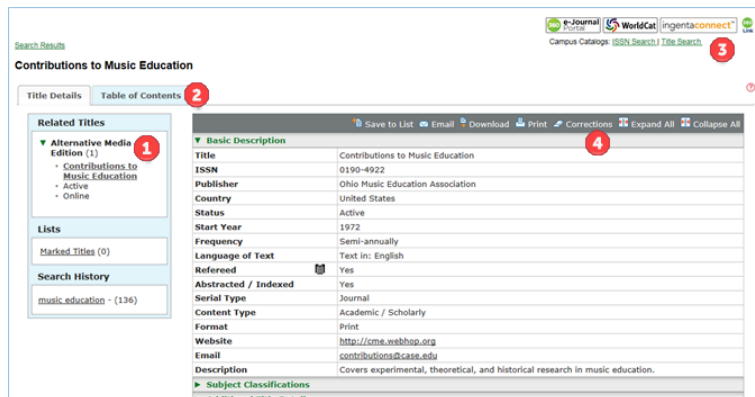 360 e-Journal Portal WorldCat ingentaconnect 360 Link
Search Results
Campus Catalogs: ISSN Search | Title Search
3
Contributions to Music Education
Title Details Table of Contents 2
Related Titles
▼ Alternative Media Edition (1)
1
• Contributions to
Music Education
• Active
• Online
Lists
Marked Titles (0)
Search History
music education - (136)
Save to List Email Download Print Corrections Expand All Collapse All
4
▼ Basic Description
Title Contributions to Music Education
ISSN 0190-4922
Publisher Ohio Music Education Association
Country United States
Status Active
Start Year 1972
Frequency Semi-annually
Language of Text Text in: English
Refereed Yes
Abstracted / Indexed Yes
Serial Type Journal
Content Type Academic / Scholarly
Format Print
Website http://cme.webhop.org
Email contributions@case.edu
Description Covers experimental, theoretical, and historical research in music education.
► Subject Classifications